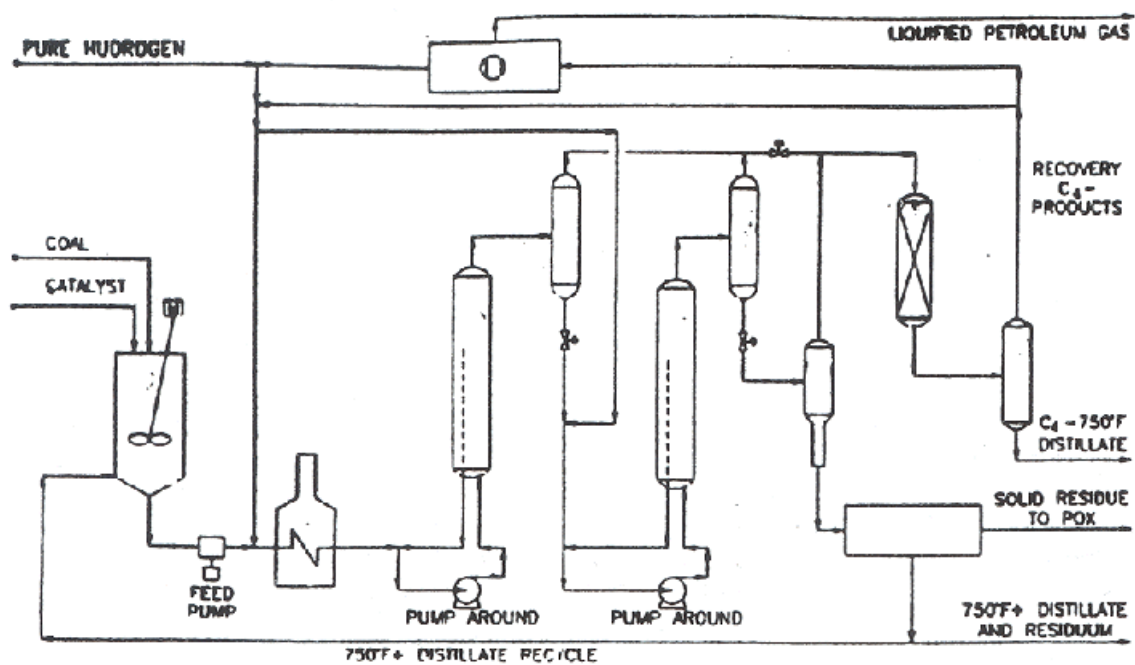 PURE HUDROGEN
LIQUIFIED PETROLEUM GAS
RECOVERY
C4-
PRODUCTS
COAL
CATALYST
M
C4 - 750°F
DISTILLATE
SOLID RESIDUE
TO POX
FEED
PUMP
PUMP AROUND
PUMP AROUND
750°F+ DISTILLATE
AND RESIDUUM
750°F+ DISTILLATE RECYCLE